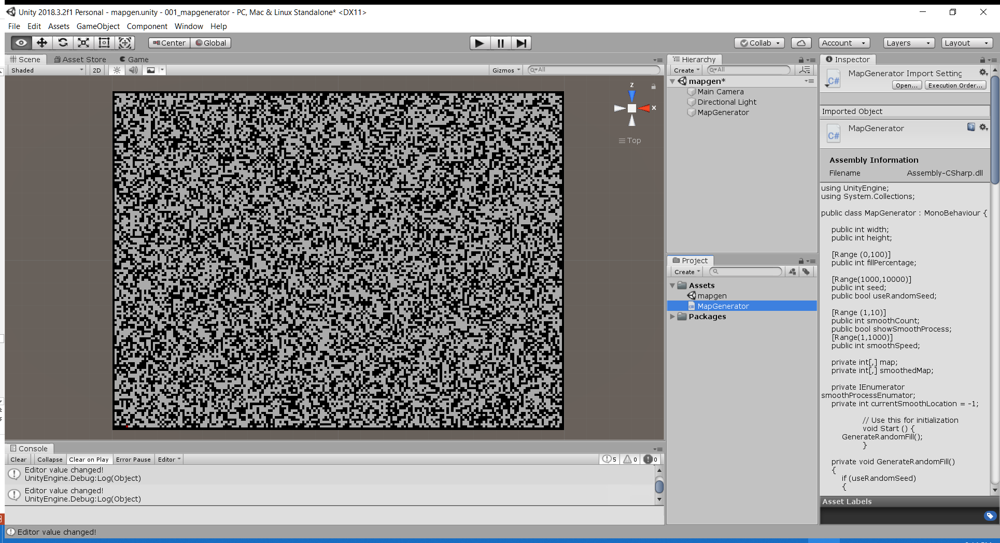 Unity 2018.3.2f1 Personal - mapgen.unity - 001_mapgenerator - PC, Mac & Linux Standalone* <DX11>
File Edit Assets GameObject Component Window Help
Center Global
Collab Account Layers Layout
Scene Asset Store Game
Shaded 2D Gizmos All
z
x
Top
Hierarchy
Create All
mapgen*
Main Camera
Directional Light
MapGenerator
Project
Create
Assets
mapgen
MapGenerator
Packages
Inspector
MapGenerator Import Setting
Open... Execution Order...
Imported Object
MapGenerator
C#
C#
Assembly Information
Filename Assembly-CSharp.dll
using UnityEngine;
using System.Collections;
public class MapGenerator : MonoBehaviour {
public int width;
public int height;
[Range (0,100)]
public int fillPercentage;
[Range(1000,10000)]
public int seed;
public bool useRandomSeed;
[Range (1,10)]
public int smoothCount;
public bool showSmoothProcess;
[Range(1,1000)]
public int smoothSpeed;
private int[,] map;
private int[,] smoothedMap;
private IEnumerator
smoothProcessEnumator;
private int currentSmoothLocation = -1;
// Use this for initialization
void Start () {
GenerateRandomFill();
}
private void GenerateRandomFill()
{
if (useRandomSeed)
{
Asset Labels
Console
Clear Collapse Clear on Play Error Pause Editor 5 0 0
Editor value changed!
UnityEngine.Debug:Log(Object)
Editor value changed!
UnityEngine.Debug:Log(Object)
Editor value changed!